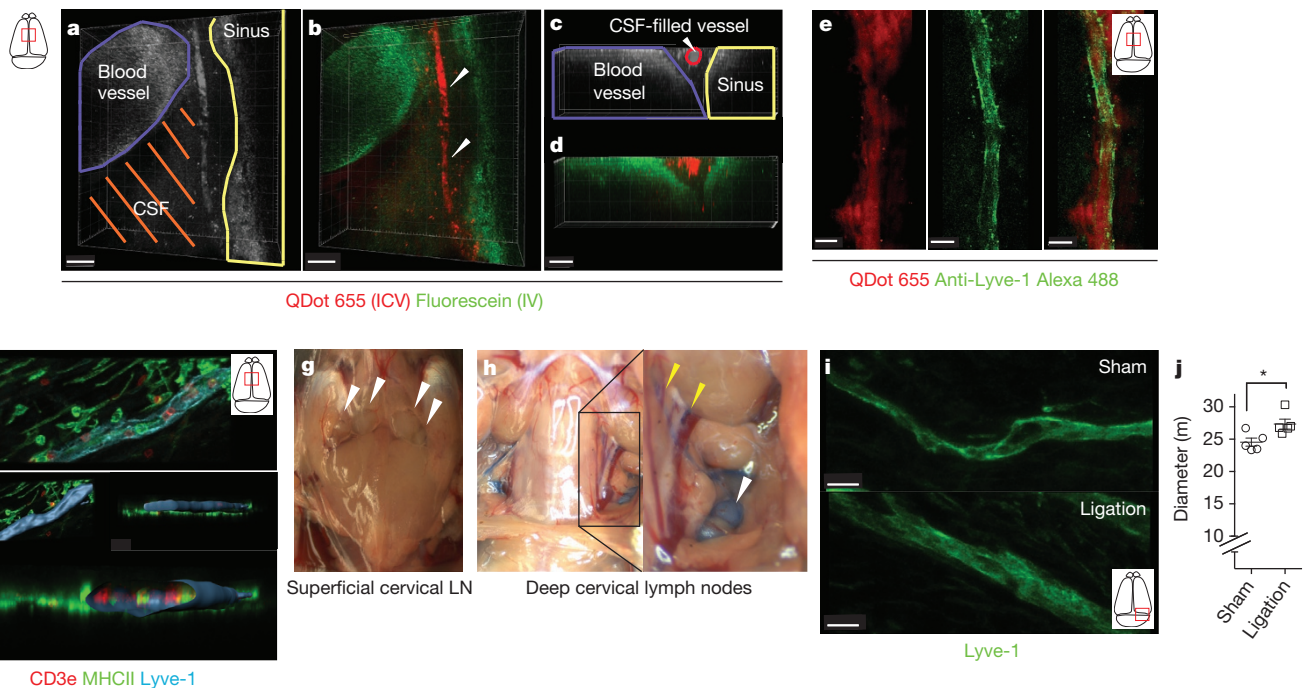 a
Sinus
Blood
vessel
CSF
b
c
CSF-filled vessel
Blood
vessel
Sinus
d
QDot 655 (ICV) Fluorescein (IV)
e
QDot 655 Anti-Lyve-1 Alexa 488
CD3e MHCII Lyve-1
g
Superficial cervical LN
h
Deep cervical lymph nodes
i
Sham
Ligation
Lyve-1
j
*
Diameter (m)
30
25
20
15
10
Sham
Ligation